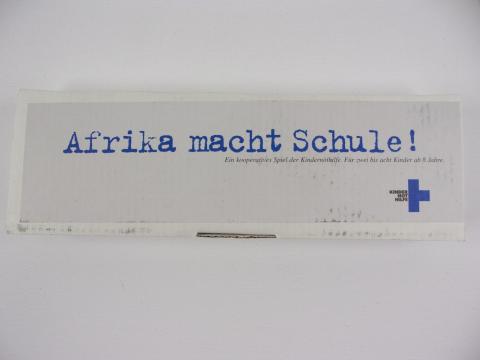 Afrika macht Schule!
Ein kooperatives Spiel der Kindernothilfe. Für zwei bis acht Kinder ab 8 Jahre.
KINDER
NOT
HILFE